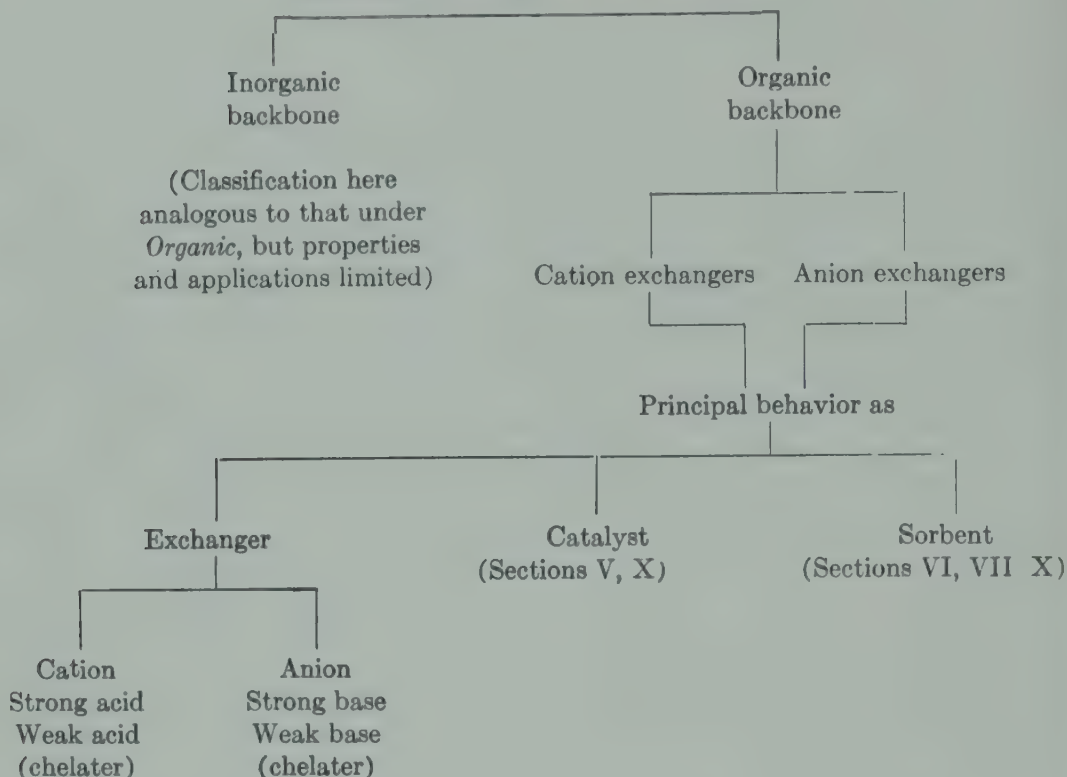 Inorganic
backbone
Organic
backbone
(Classification here
analogous to that under
Organic, but properties
and applications limited)
Cation exchangers
Anion exchangers
Principal behavior as
Exchanger
Catalyst
(Sections V, X)
Sorbent
(Sections VI, VII X)
Cation
Strong acid
Weak acid
(chelater)
Anion
Strong base
Weak base
(chelater)